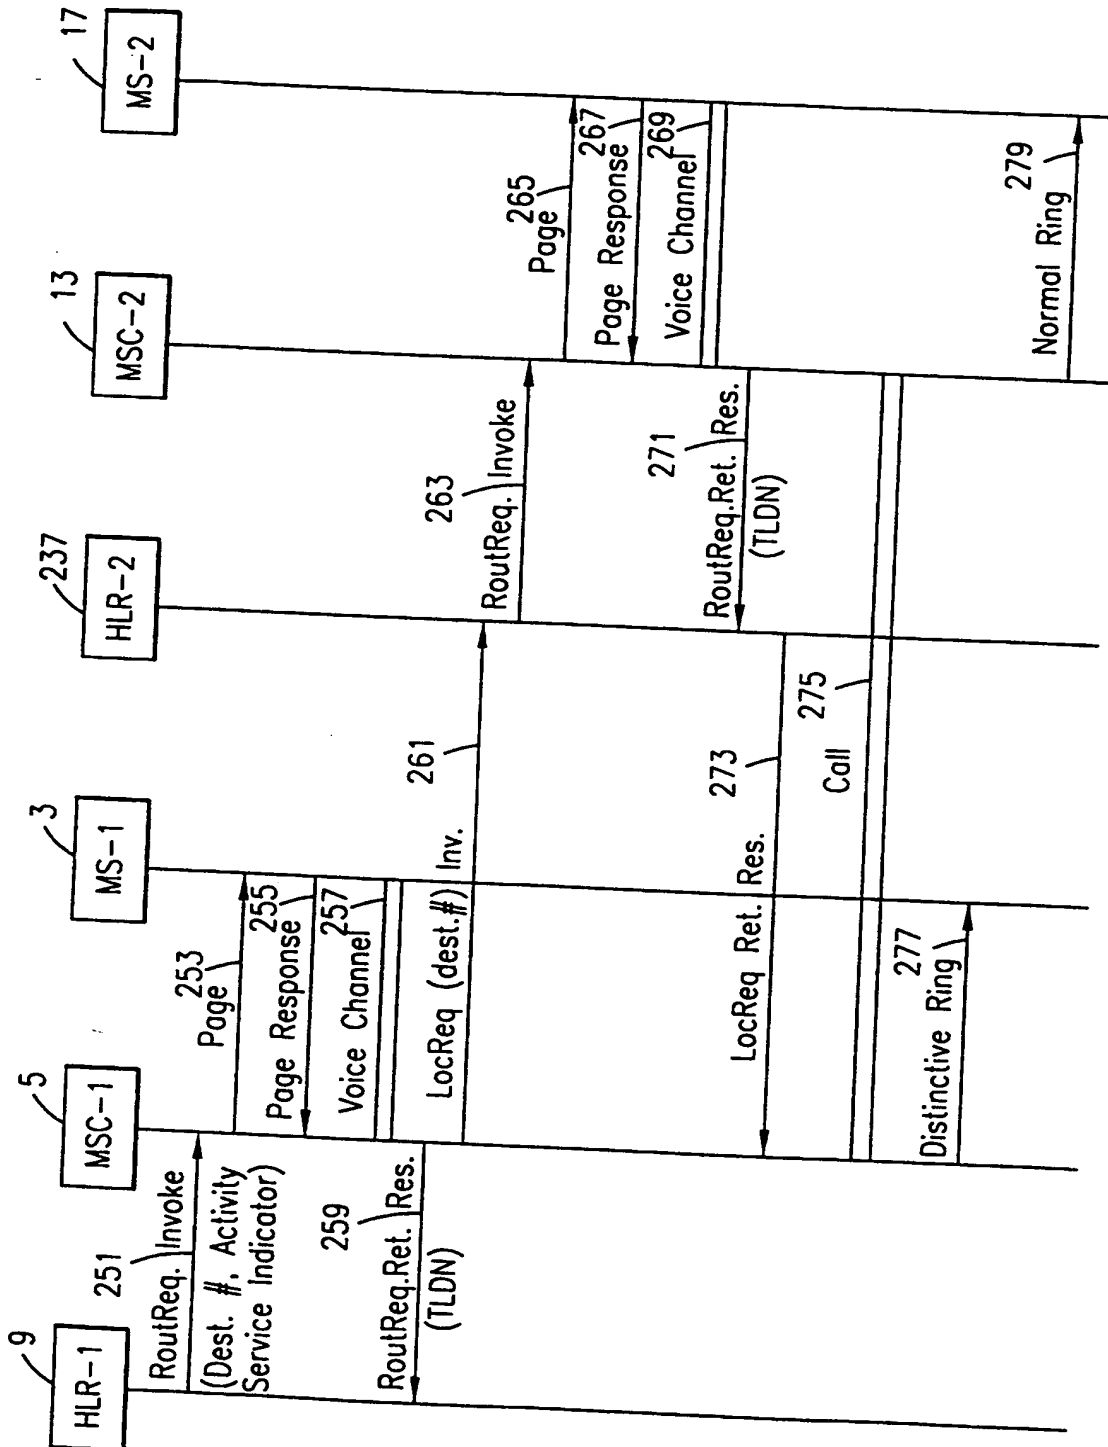 9
HLR-1
5
MSC-1
3
MS-1
237
HLR-2
13
MSC-2
17
MS-2
251
RoutReq. Invoke
(Dest. #, Activity
Service Indicator)
253
Page
255
Page Response
257
Voice Channel
259
RoutReq.Ret. Res.
(TLDN)
261
LocReq (dest.#) Inv.
263
RoutReq. Invoke
265
Page
267
Page Response
269
Voice Channel
271
RoutReq.Ret. Res.
(TLDN)
273
LocReq Ret. Res.
275
Call
277
Distinctive Ring
279
Normal Ring